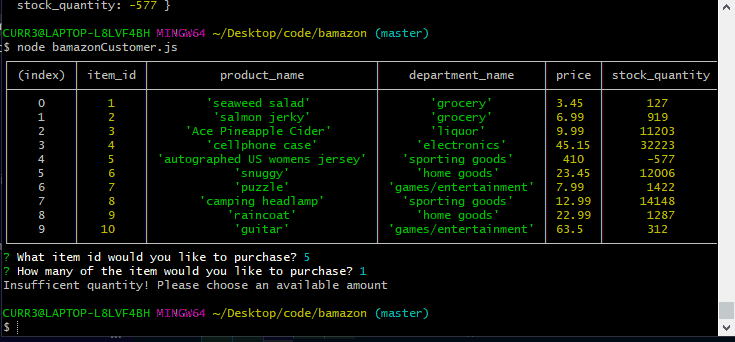 stock_quantity: -577 }
CURR3@LAPTOP-L8LVF4BH MINGW64 ~/Desktop/code/bamazon (master)
$ node bamazonCustomer.js
(index) item_id product_name department_name price stock_quantity
0 1 'seaweed salad' 'grocery' 3.45 127
1 2 'salmon jerky' 'grocery' 6.99 919
2 3 'Ace Pineapple Cider' 'liquor' 9.99 11203
3 4 'cellphone case' 'electronics' 45.15 32223
4 5 'autographed US womens jersey' 'sporting goods' 410 -577
5 6 'snuggy' 'home goods' 23.45 12006
6 7 'puzzle' 'games/entertainment' 7.99 1422
7 8 'camping headlamp' 'sporting goods' 12.99 14148
8 9 'raincoat' 'home goods' 22.99 1287
9 10 'guitar' 'games/entertainment' 63.5 312
? What item id would you like to purchase? 5
? How many of the item would you like to purchase? 1
Insufficent quantity! Please choose an available amount
CURR3@LAPTOP-L8LVF4BH MINGW64 ~/Desktop/code/bamazon (master)
$